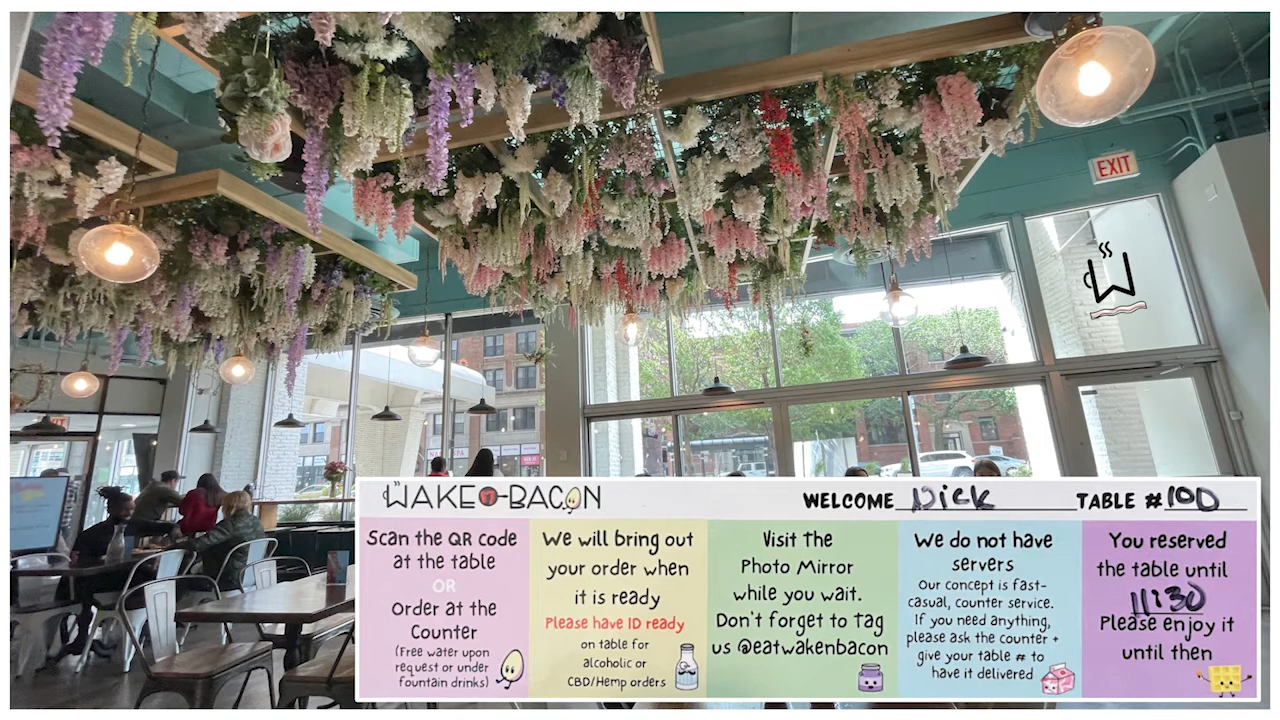 EXIT
W
WAKE 'N BACON
WELCOME Nick TABLE #100
Scan the QR code
at the table
OR
Order at the
Counter
(Free water upon
request or under
fountain drinks)
We will bring out
your order when
it is ready
Please have ID ready
on table for
alcoholic or
CBD/Hemp orders
Visit the
Photo Mirror
while you wait.
Don't forget to Tag
us @eatwakenbacon
We do not have
servers
Our concept is fast-
casual, counter service.
If you need anything,
please ask the counter +
give your table # to
have it delivered
You reserved
the table until
11:30
Please enjoy it
until then